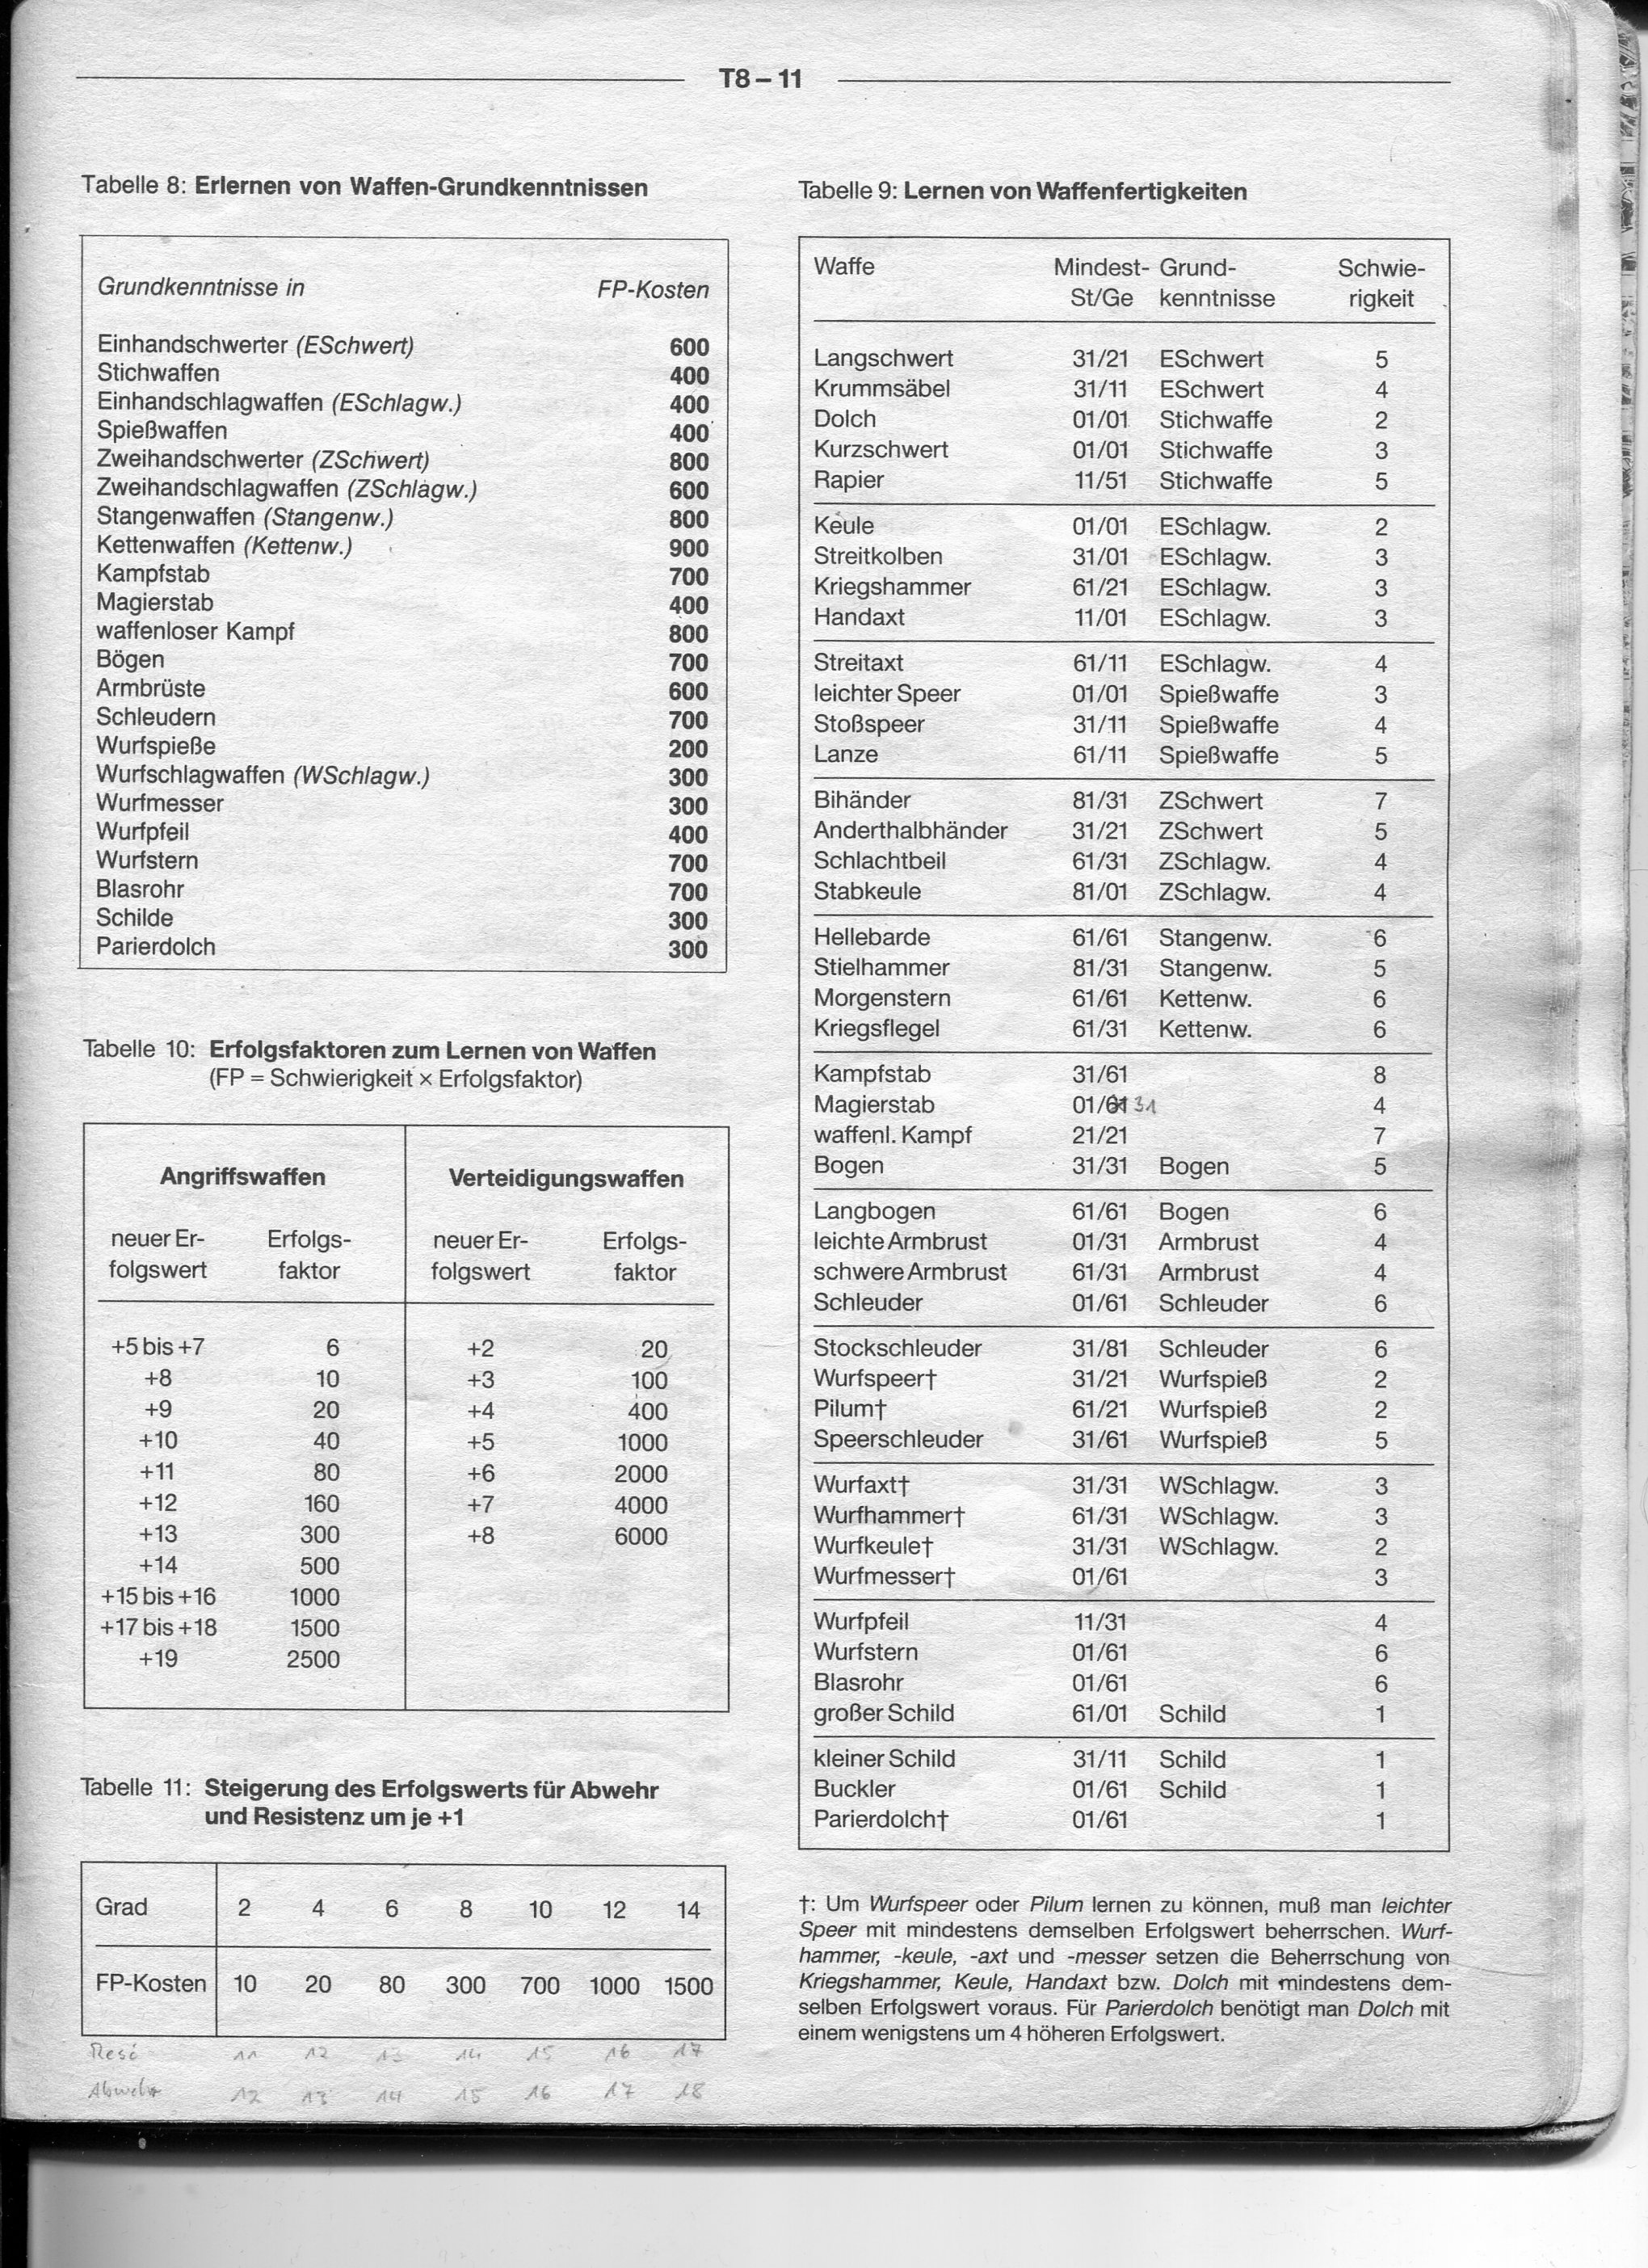 T8 – 11
Tabelle 8: Erlernen von Waffen-Grundkenntnissen
Grundkenntnisse in FP-Kosten
Einhandschwerter (ESchwert) 600
Stichwaffen 400
Einhandschlagwaffen (ESchlagw.) 400
Spießwaffen 400
Zweihandschwerter (ZSchwert) 800
Zweihandschlagwaffen (ZSchlagw.) 600
Stangenwaffen (Stangenw.) 800
Kettenwaffen (Kettenw.) 900
Kampfstab 700
Magierstab 400
waffenloser Kampf 800
Bögen 700
Armbrüste 600
Schleudern 700
Wurfspieße 200
Wurfschlagwaffen (WSchlagw.) 300
Wurfmesser 300
Wurfpfeil 400
Wurfstern 700
Blasrohr 700
Schilde 300
Parierdolch 300
Tabelle 10: Erfolgsfaktoren zum Lernen von Waffen
(FP = Schwierigkeit × Erfolgsfaktor)
Angriffswaffen Verteidigungswaffen
neuer Er- Erfolgs- neuer Er- Erfolgs-
folgswert faktor folgswert faktor
+5 bis +7 6 +2 20
+8 10 +3 100
+9 20 +4 400
+10 40 +5 1000
+11 80 +6 2000
+12 160 +7 4000
+13 300 +8 6000
+14 500
+15 bis +16 1000
+17 bis +18 1500
+19 2500
Tabelle 11: Steigerung des Erfolgswerts für Abwehr
und Resistenz um je +1
Grad 2 4 6 8 10 12 14
FP-Kosten 10 20 80 300 700 1000 1500
Resi 11 12 13 14 15 16 17
Abwehr 12 13 14 15 16 17 18
Tabelle 9: Lernen von Waffenfertigkeiten
Waffe Mindest- Grund- Schwie-
St/Ge kenntnisse rigkeit
Langschwert 31/21 ESchwert 5
Krummsäbel 31/11 ESchwert 4
Dolch 01/01 Stichwaffe 2
Kurzschwert 01/01 Stichwaffe 3
Rapier 11/51 Stichwaffe 5
Keule 01/01 ESchlagw. 2
Streitkolben 31/01 ESchlagw. 3
Kriegshammer 61/21 ESchlagw. 3
Handaxt 11/01 ESchlagw. 3
Streitaxt 61/11 ESchlagw. 4
leichter Speer 01/01 Spießwaffe 3
Stoßspeer 31/11 Spießwaffe 4
Lanze 61/11 Spießwaffe 5
Bihänder 81/31 ZSchwert 7
Anderthalbhänder 31/21 ZSchwert 5
Schlachtbeil 61/31 ZSchlagw. 4
Stabkeule 81/01 ZSchlagw. 4
Hellebarde 61/61 Stangenw. 6
Stielhammer 81/31 Stangenw. 5
Morgenstern 61/61 Kettenw. 6
Kriegsflegel 61/31 Kettenw. 6
Kampfstab 31/61 8
Magierstab 01/61 31 4
waffenl. Kampf 21/21 7
Bogen 31/31 Bogen 5
Langbogen 61/61 Bogen 6
leichte Armbrust 01/31 Armbrust 4
schwere Armbrust 61/31 Armbrust 4
Schleuder 01/61 Schleuder 6
Stockschleuder 31/81 Schleuder 6
Wurfspeer† 31/21 Wurfspieß 2
Pilum† 61/21 Wurfspieß 2
Speerschleuder 31/61 Wurfspieß 5
Wurfaxt† 31/31 WSchlagw. 3
Wurfhammer† 61/31 WSchlagw. 3
Wurfkeule† 31/31 WSchlagw. 2
Wurfmesser† 01/61 3
Wurfpfeil 11/31 4
Wurfstern 01/61 6
Blasrohr 01/61 6
großer Schild 61/01 Schild 1
kleiner Schild 31/11 Schild 1
Buckler 01/61 Schild 1
Parierdolch† 01/61 1
†: Um Wurfspeer oder Pilum lernen zu können, muß man leichter
Speer mit mindestens demselben Erfolgswert beherrschen. Wurf-
hammer, -keule, -axt und -messer setzen die Beherrschung von
Kriegshammer, Keule, Handaxt bzw. Dolch mit mindestens dem-
selben Erfolgswert voraus. Für Parierdolch benötigt man Dolch mit
einem wenigstens um 4 höheren Erfolgswert.